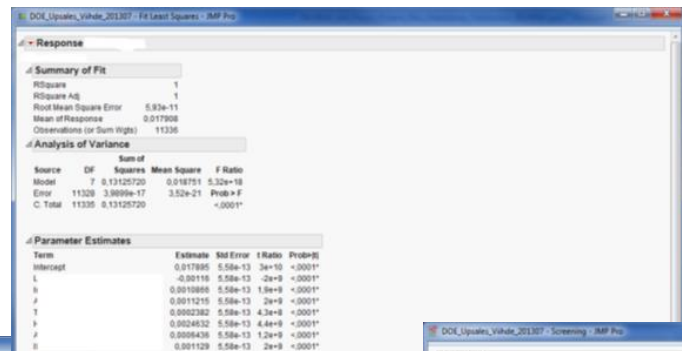 DOE_Upsales_Viihde_201307 - Fit Least Squares - JMP Pro
Response
Summary of Fit
RSquare 1
RSquare Adj 1
Root Mean Square Error 5,93e-11
Mean of Response 0,017908
Observations (or Sum Wgts) 11336
Analysis of Variance
Sum of
Source DF Squares Mean Square F Ratio
Model 7 0,13125720 0,018751 5,32e+18
Error 11328 3,9899e-17 3,52e-21 Prob > F
C. Total 11335 0,13125720 <,0001*
Parameter Estimates
Term Estimate Std Error t Ratio Prob>|t|
Intercept 0,017895 5,58e-13 3e+10 <,0001*
L -0,00116 5,58e-13 -2e+9 <,0001*
0,0010866 5,58e-13 1,9e+9 <,0001*
0,0011215 5,58e-13 2e+9 <,0001*
T 0,0002382 5,58e-13 4,3e+8 <,0001*
0,0024632 5,58e-13 4,4e+9 <,0001*
0,0006436 5,58e-13 1,2e+9 <,0001*
0,001129 5,58e-13 2e+9 <,0001*
DOE_Upsales_Viihde_201307 - Screening - JMP Pro